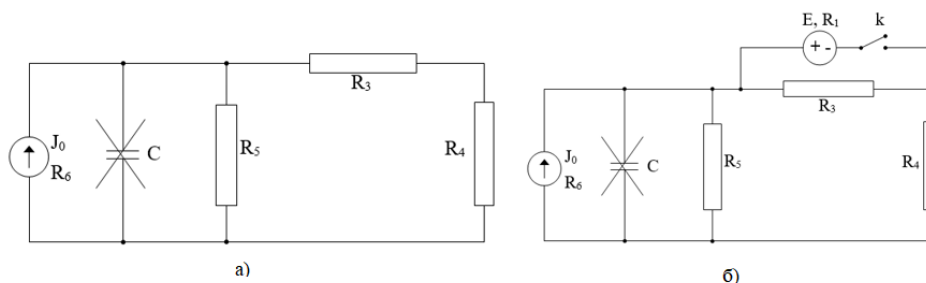 E, R₁ k
R₃
R₃
J₀
R₆
C
R₅
R₄
J₀
R₆
C
R₅
R₄
а)
б)